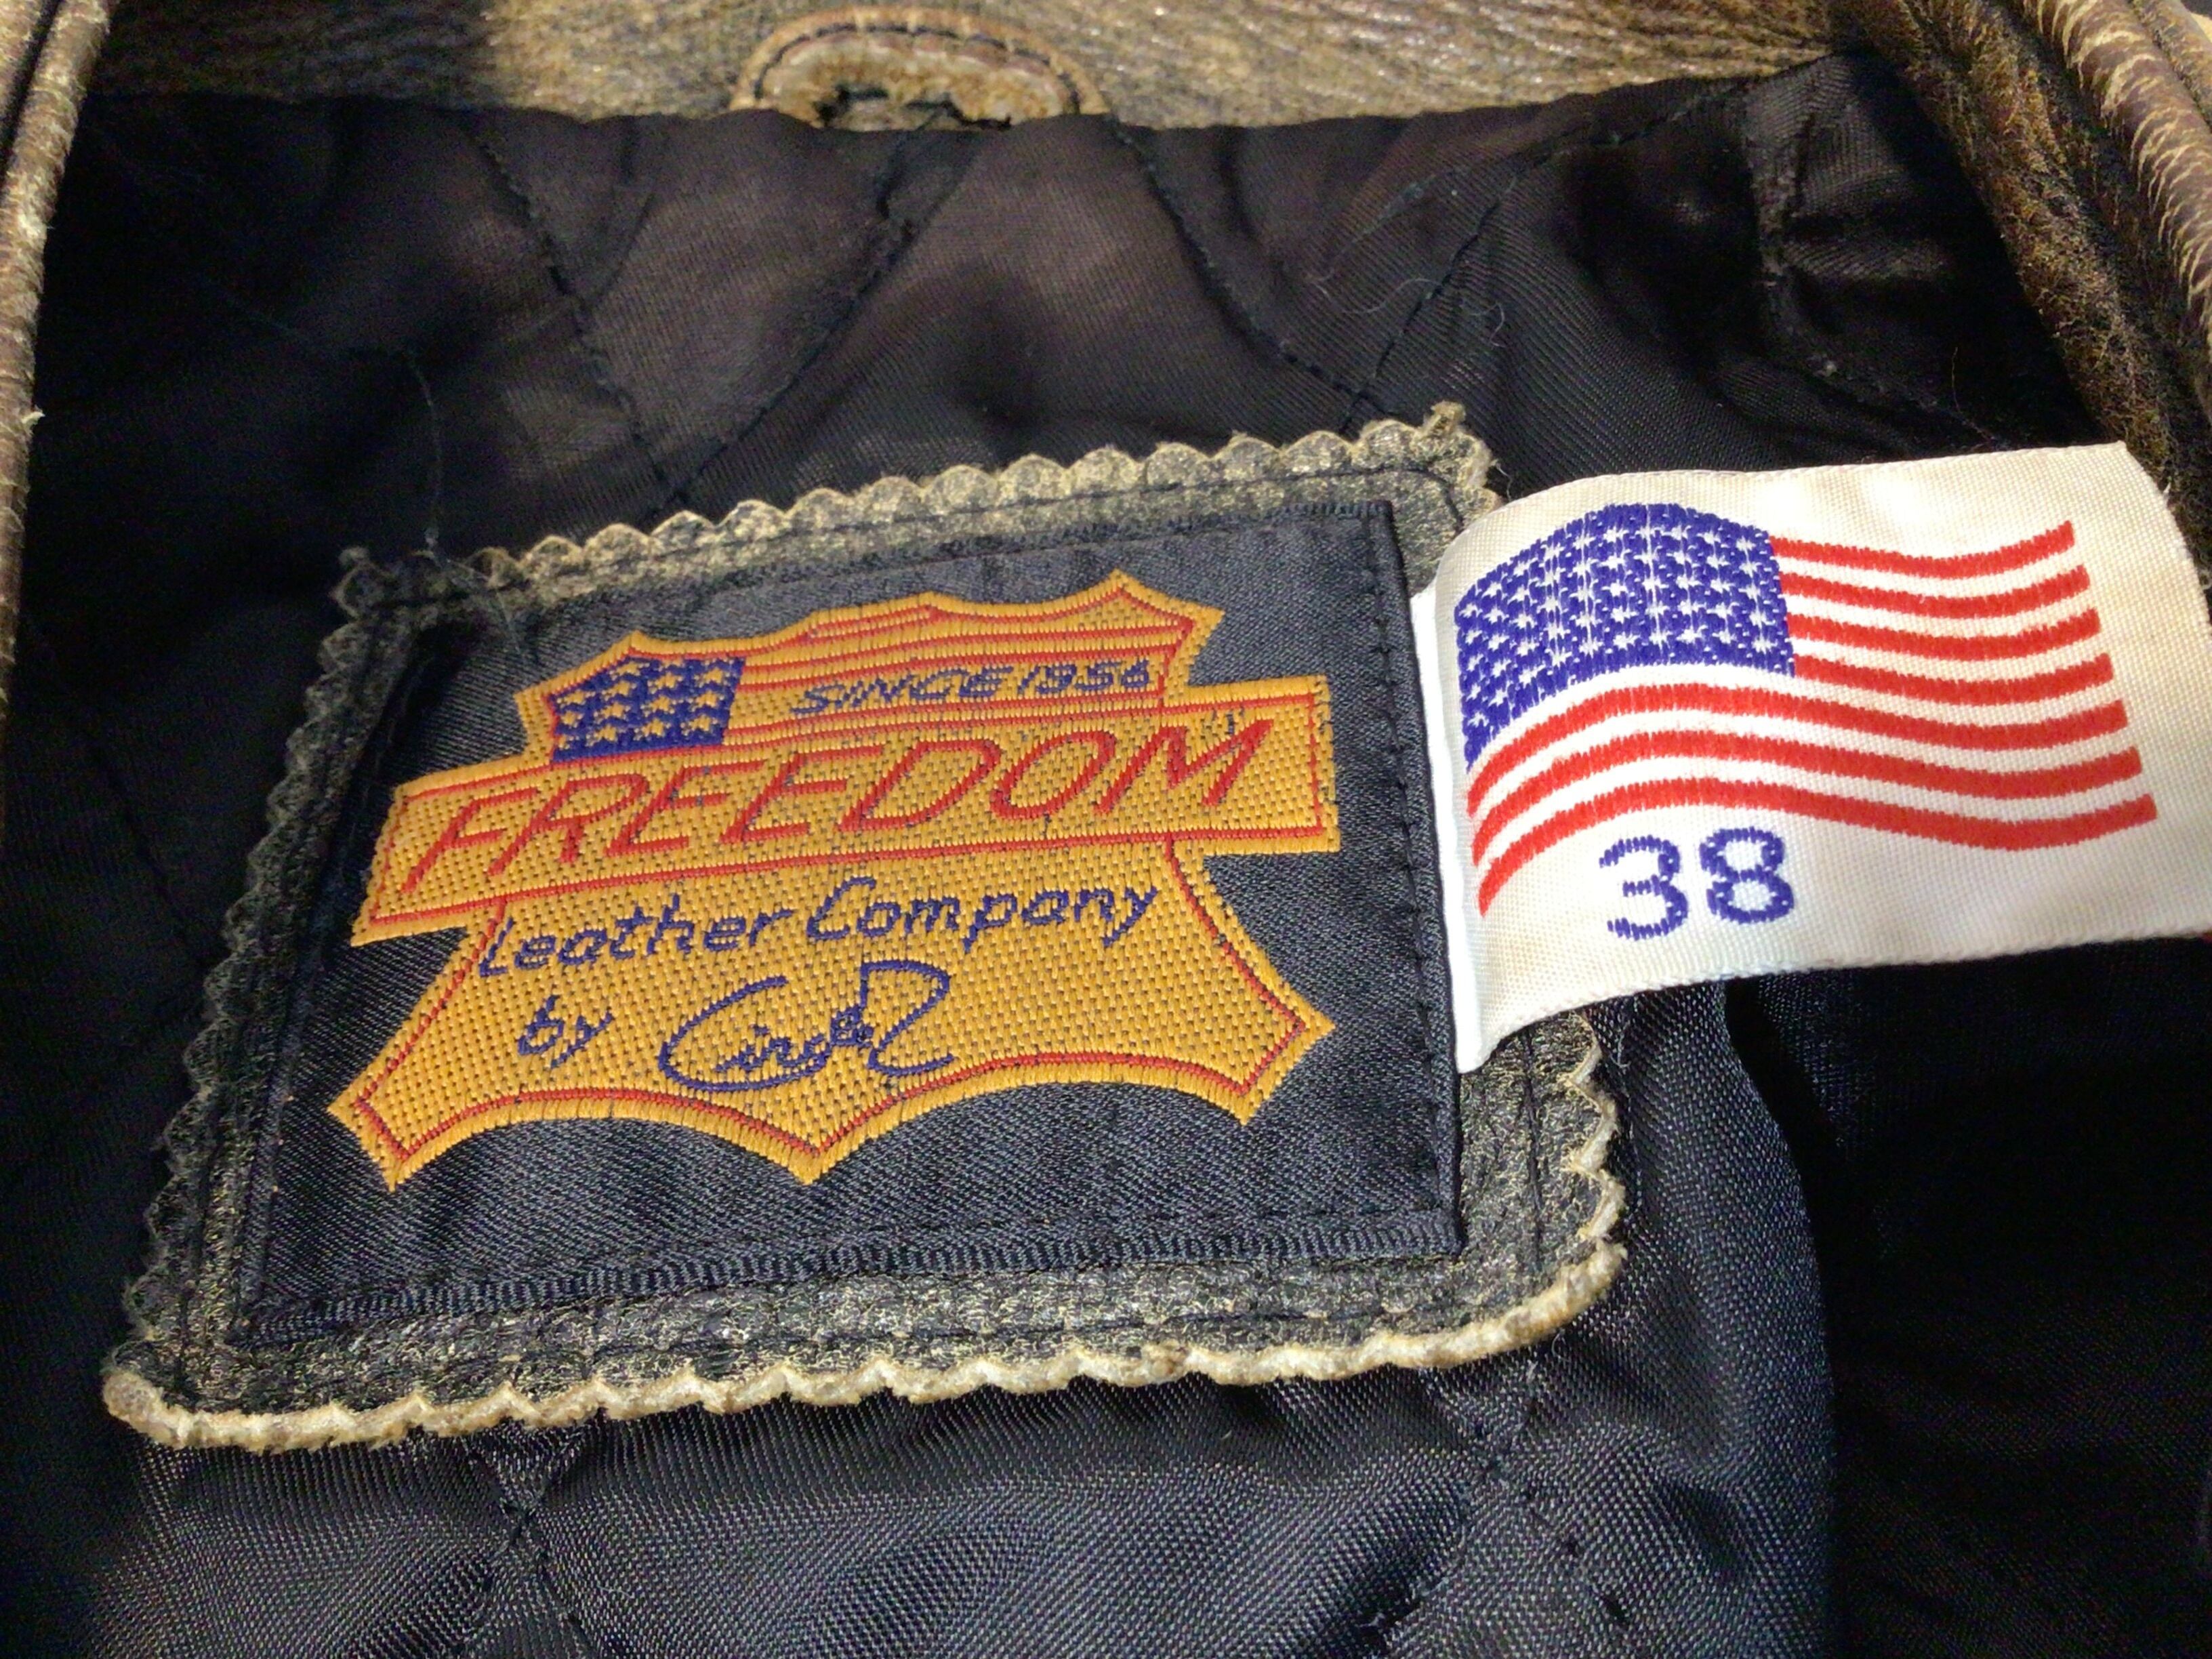 SINCE 1956
FREEDOM
Leather Company
by
38